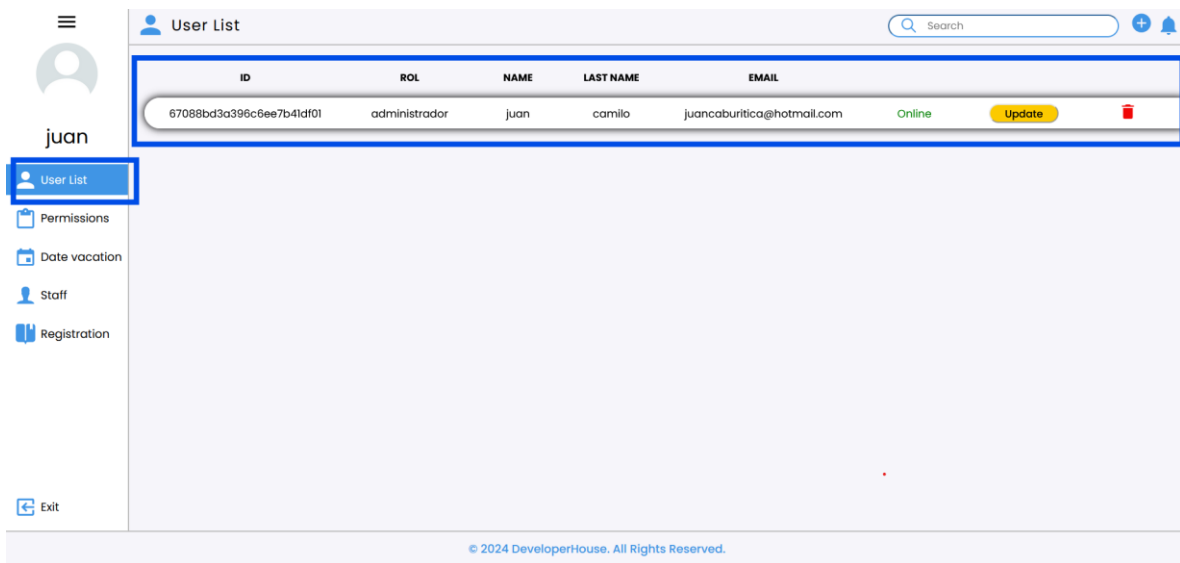 User List
Search
juan
User List
Permissions
Date vacation
Staff
Registration
Exit
ID ROL NAME LAST NAME EMAIL
67088bd3a396c6ee7b41df01 administrador juan camilo juancaburitica@hotmail.com Online Update
© 2024 DeveloperHouse. All Rights Reserved.